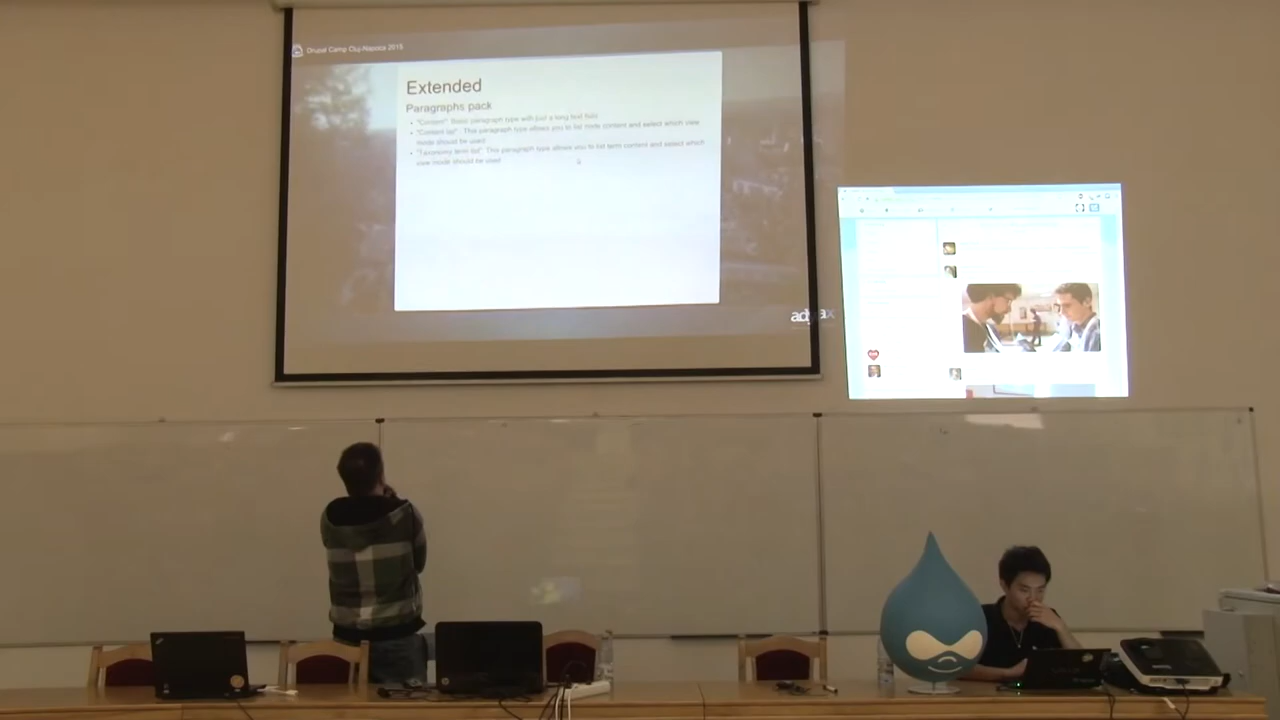 Drupal Camp Cluj-Napoca 2015
Extended
Paragraphs pack
"Content": Basic paragraph type with just a long text field
"Content list" : This paragraph type allows you to list node content and select which view
mode should be used
"Taxonomy term list": This paragraph type allows you to list term content and select which
view mode should be used
adyax